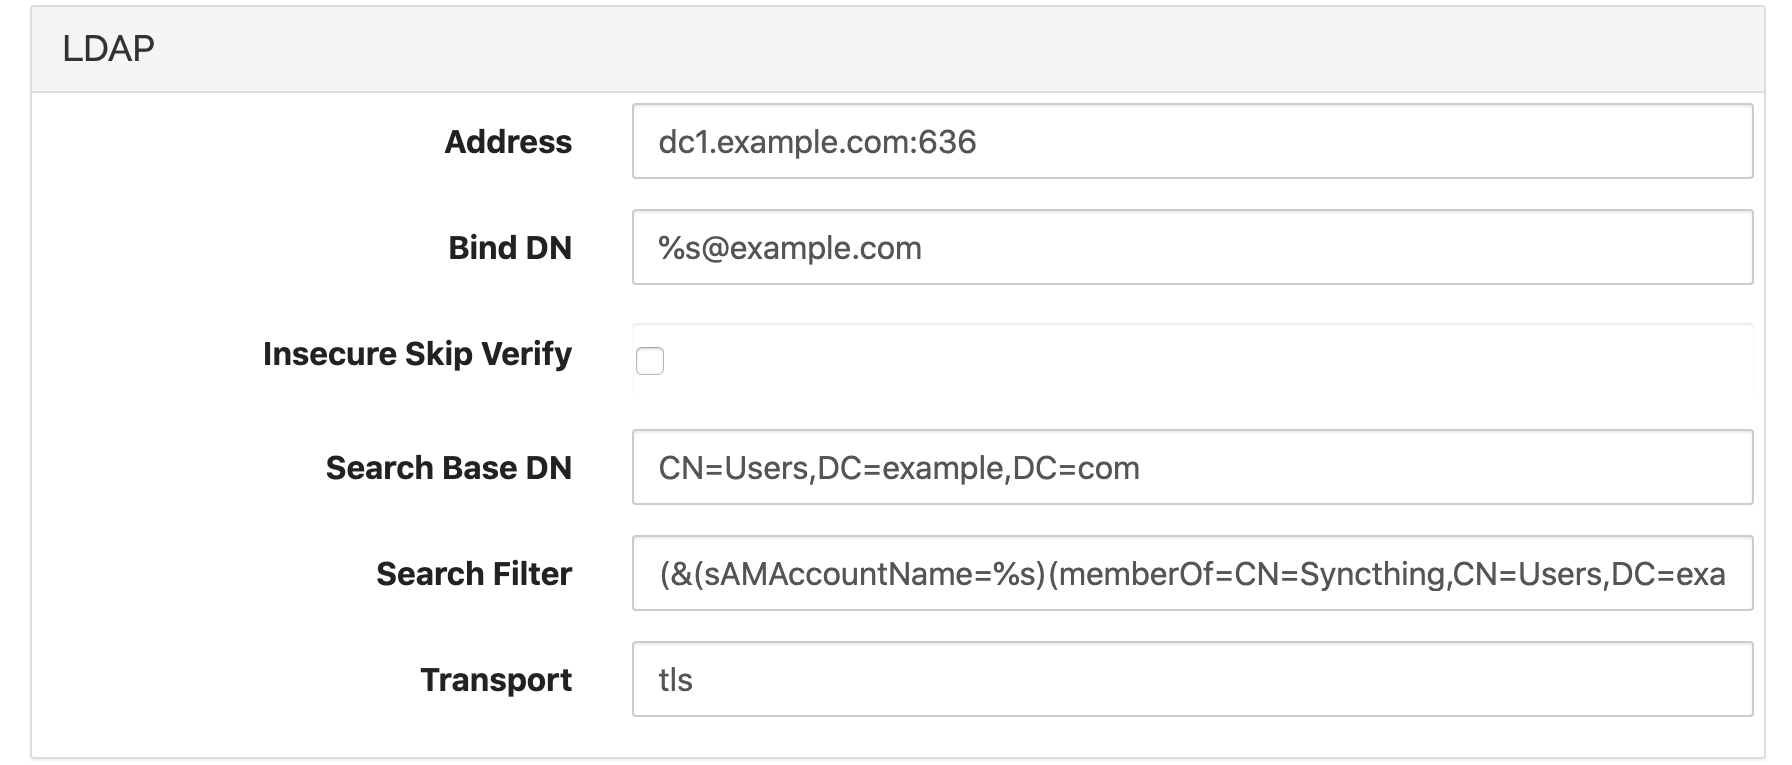 LDAP
Address dc1.example.com:636
Bind DN %s@example.com
Insecure Skip Verify
Search Base DN CN=Users,DC=example,DC=com
Search Filter (&(sAMAccountName=%s)(memberOf=CN=Syncthing,CN=Users,DC=exa
Transport tls